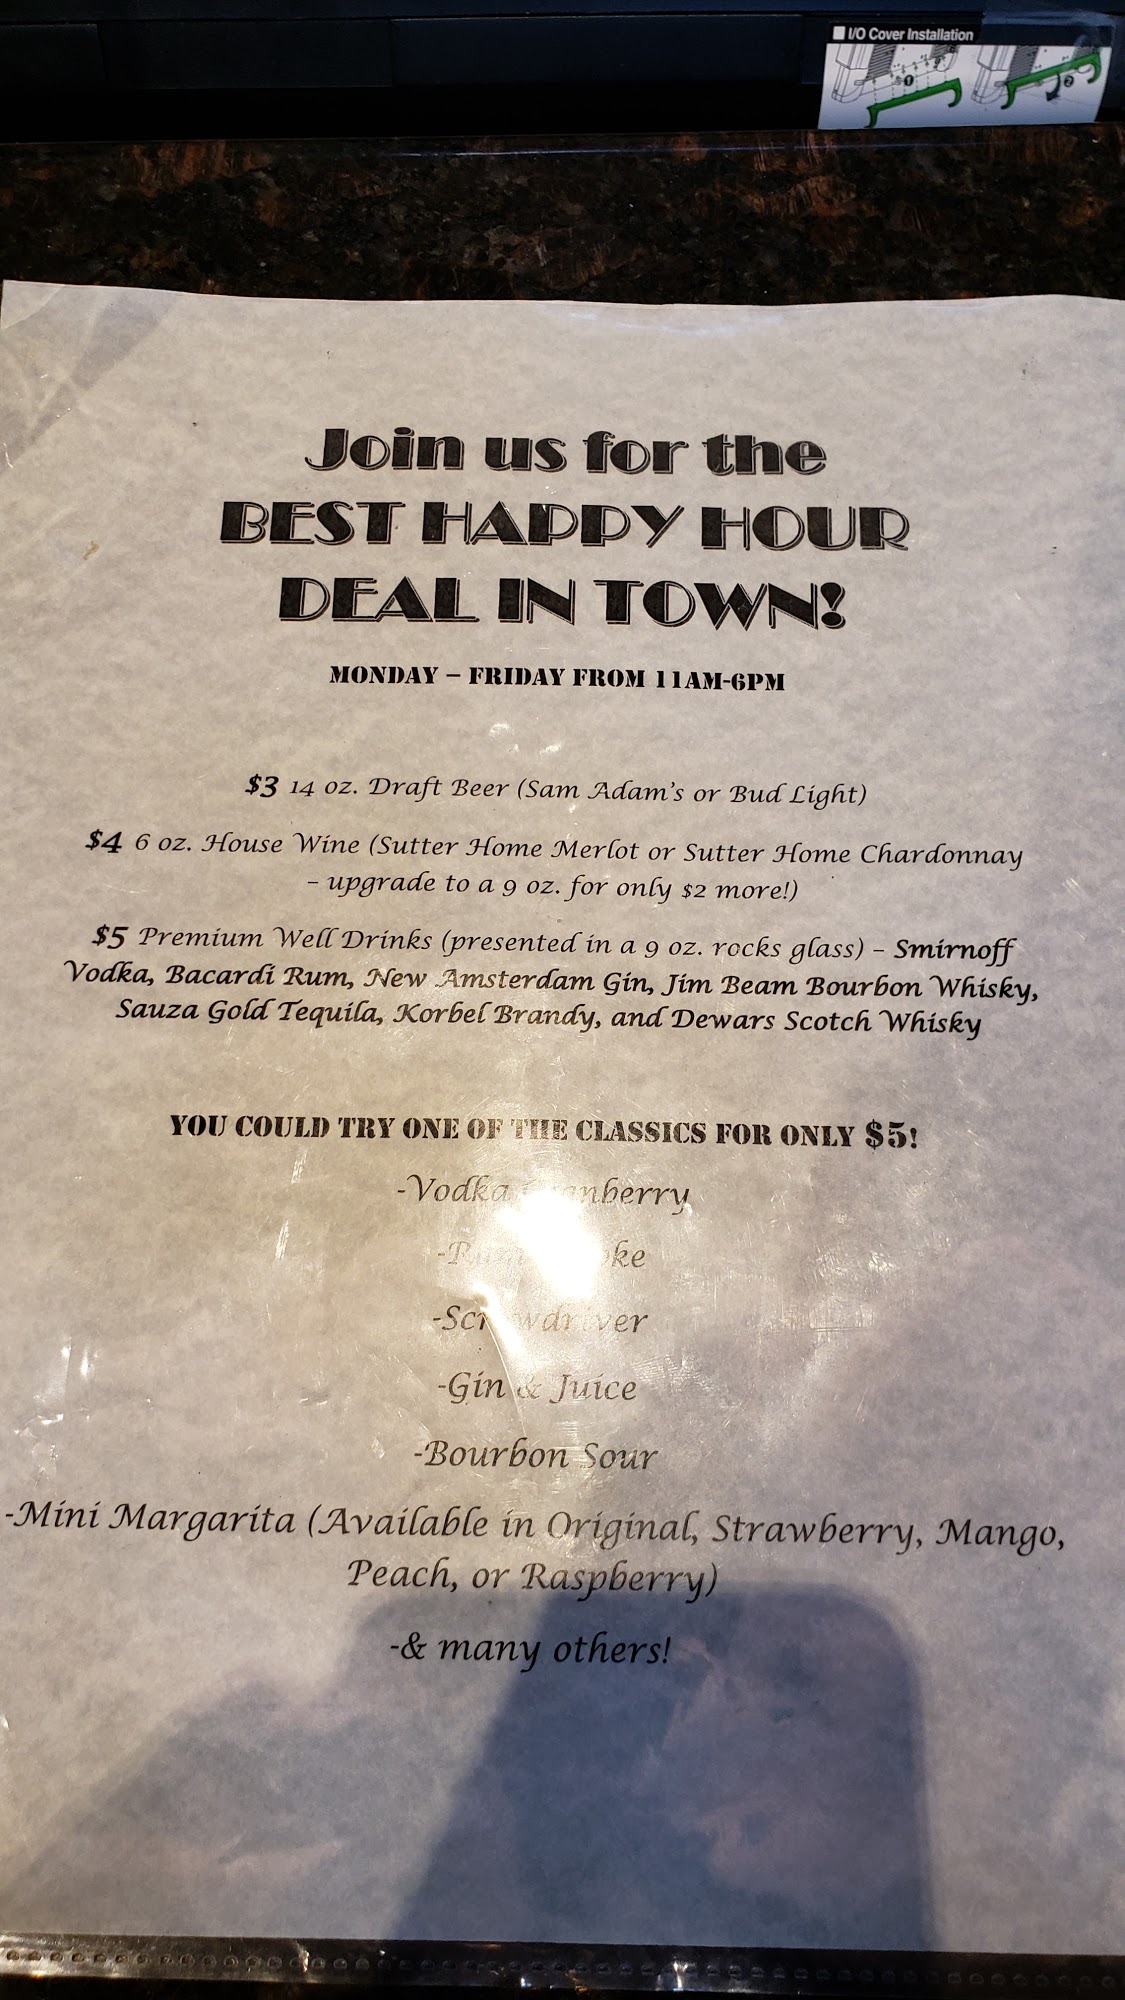 I/O Cover Installation
Join us for the
BEST HAPPY HOUR
DEAL IN TOWN!
MONDAY – FRIDAY FROM 11AM-6PM
$3 14 oz. Draft Beer (Sam Adam's or Bud Light)
$4 6 oz. House Wine (Sutter Home Merlot or Sutter Home Chardonnay
– upgrade to a 9 oz. for only $2 more!)
$5 Premium Well Drinks (presented in a 9 oz. rocks glass) – Smirnoff
Vodka, Bacardi Rum, New Amsterdam Gin, Jim Beam Bourbon Whisky,
Sauza Gold Tequila, Korbel Brandy, and Dewars Scotch Whisky
YOU COULD TRY ONE OF THE CLASSICS FOR ONLY $5!
-Vodka Cranberry
-Screwdriver
-Gin & Juice
-Bourbon Sour
-Mini Margarita (Available in Original, Strawberry, Mango,
Peach, or Raspberry)
-& many others!